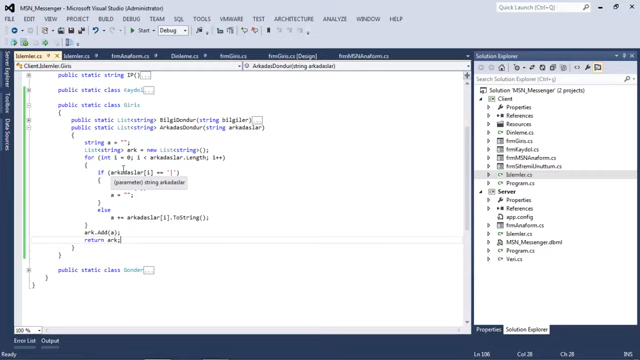 MSN_Messenger - Microsoft Visual Studio
Quick Launch (Ctrl+Q)
FILE EDIT VIEW PROJECT BUILD DEBUG TEAM SQL TOOLS TEST ARCHITECTURE ANALYZE WINDOW HELP
Start Debug
Islemler.cs Islemler.cs frmAnaform.cs Dinleme.cs frmGiris.cs [Design] frmMSNAnaform.cs frmGiris.cs
Client.Islemler.Giris ArkadasDondur(string arkadaslar)
public static string IP()...
public static class Kaydol...
public static class Giris
{
public static List<string> BilgiDondur(string bilgiler)...
public static List<string> ArkadasDondur(string arkadaslar)
{
string a = "";
List<string> ark = new List<string>();
for (int i = 0; i < arkadaslar.Length; i++)
{
if (arkadaslar[i] == '|')
{
(parameter) string arkadaslar
a = "";
}
else
a += arkadaslar[i].ToString();
}
ark.Add(a);
return ark;
}
}
public static class Gonder...
}
}
100 %
Error List Output
Ready
Ln 106 Col 28 Ch 28 INS
Server Explorer
Toolbox
Data Sources
Solution Explorer
Search Solution Explorer (Ctrl+ş)
Solution 'MSN_Messenger' (2 projects)
Client
Properties
References
frmGiris.cs
frmKaydol.cs
frmMSNAnaform.cs
frmSifremiUnuttum.cs
Islemler.cs
Program.cs
Server
Properties
References
app.config
Dinleme.cs
frmAnaform.cs
Islemler.cs
MSN_Messenger.dbml
Program.cs
Veri.cs
Properties Solution Explorer